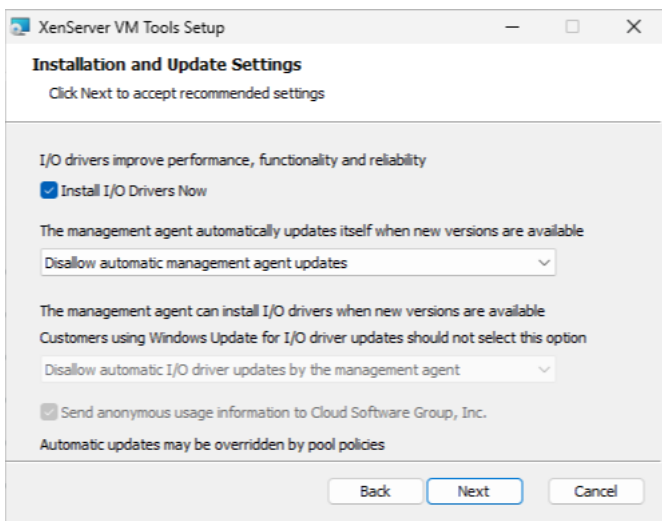 XenServer VM Tools Setup
Installation and Update Settings
Click Next to accept recommended settings
I/O drivers improve performance, functionality and reliability
Install I/O Drivers Now
The management agent automatically updates itself when new versions are available
Disallow automatic management agent updates
The management agent can install I/O drivers when new versions are available
Customers using Windows Update for I/O driver updates should not select this option
Disallow automatic I/O driver updates by the management agent
Send anonymous usage information to Cloud Software Group, Inc.
Automatic updates may be overridden by pool policies
Back Next Cancel